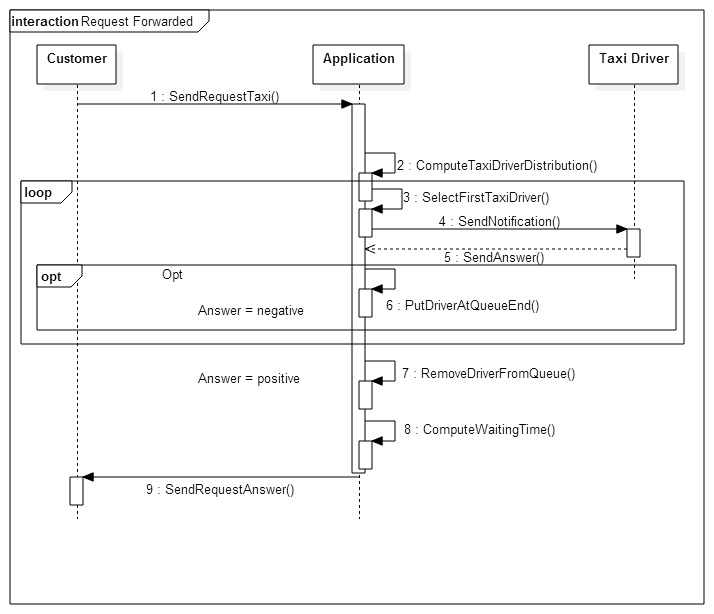 interaction Request Forwarded
Customer
Application
Taxi Driver
1 : SendRequestTaxi()
2 : ComputeTaxiDriverDistribution()
loop
3 : SelectFirstTaxiDriver()
4 : SendNotification()
5 : SendAnswer()
opt
Opt
6 : PutDriverAtQueueEnd()
Answer = negative
7 : RemoveDriverFromQueue()
Answer = positive
8 : ComputeWaitingTime()
9 : SendRequestAnswer()